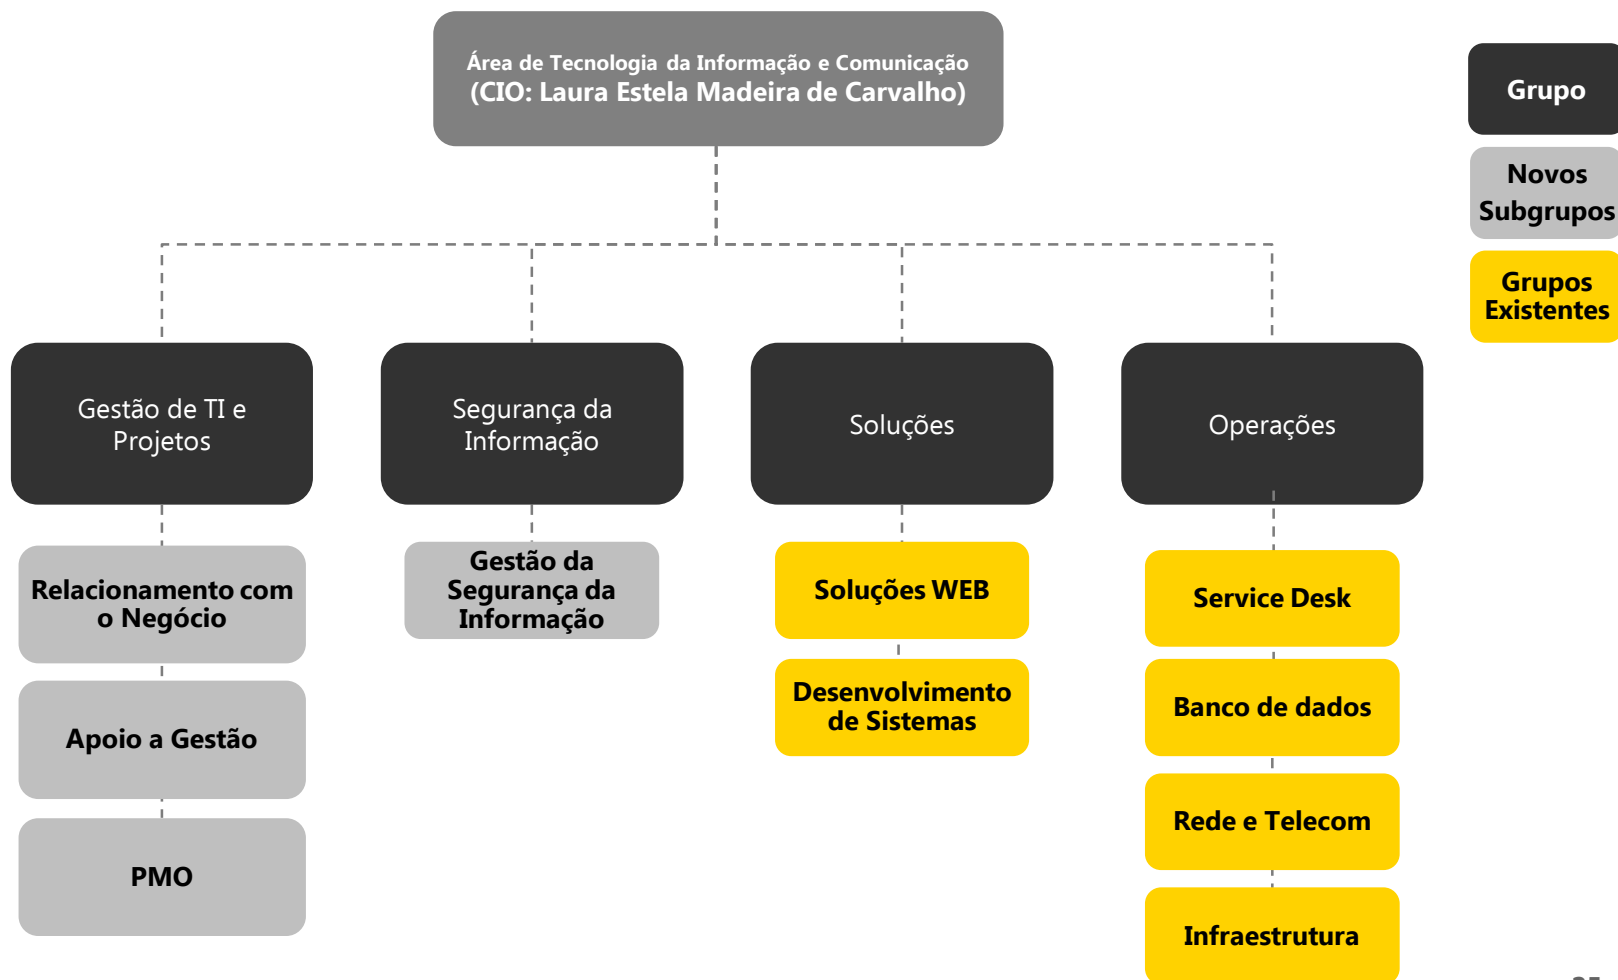 Área de Tecnologia da Informação e Comunicação
(CIO: Laura Estela Madeira de Carvalho)
Grupo
Novos
Subgrupos
Grupos
Existentes
Gestão de TI e
Projetos
Segurança da
Informação
Soluções
Operações
Relacionamento com
o Negócio
Apoio a Gestão
PMO
Gestão da
Segurança da
Informação
Soluções WEB
Desenvolvimento
de Sistemas
Service Desk
Banco de dados
Rede e Telecom
Infraestrutura